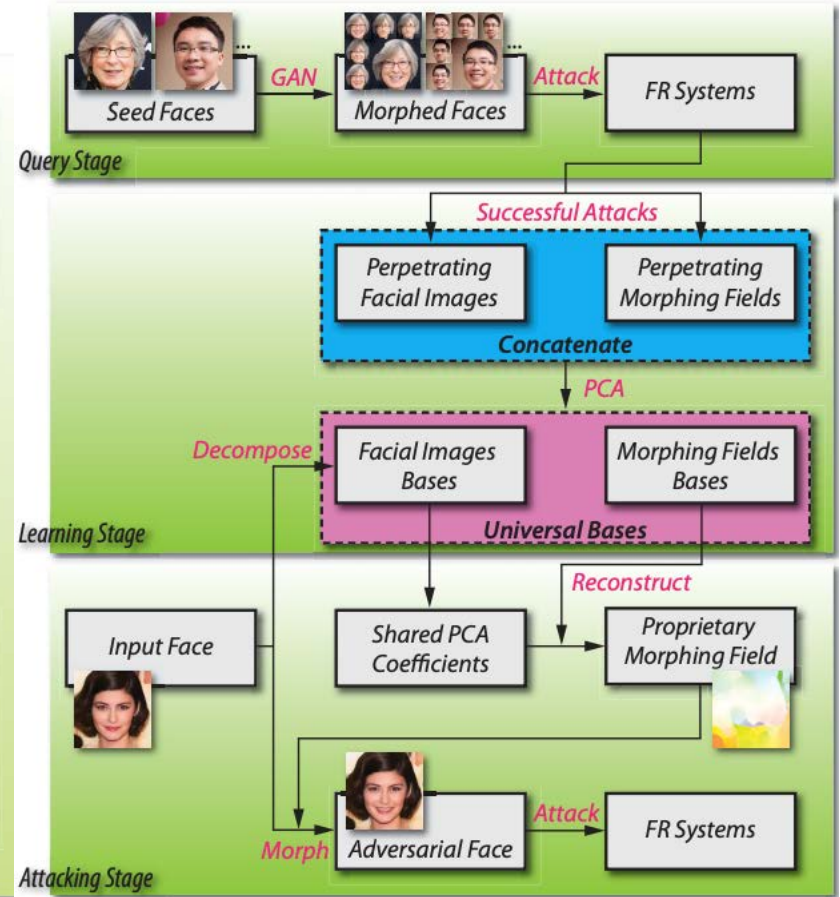 ...
...
GAN
Attack
Seed Faces
Morphed Faces
FR Systems
Query Stage
Successful Attacks
Perpetrating
Facial Images
Perpetrating
Morphing Fields
Concatenate
PCA
Decompose
Facial Images
Bases
Morphing Fields
Bases
Universal Bases
Learning Stage
Reconstruct
Input Face
Shared PCA
Coefficients
Proprietary
Morphing Field
Morph
Adversarial Face
Attack
FR Systems
Attacking Stage